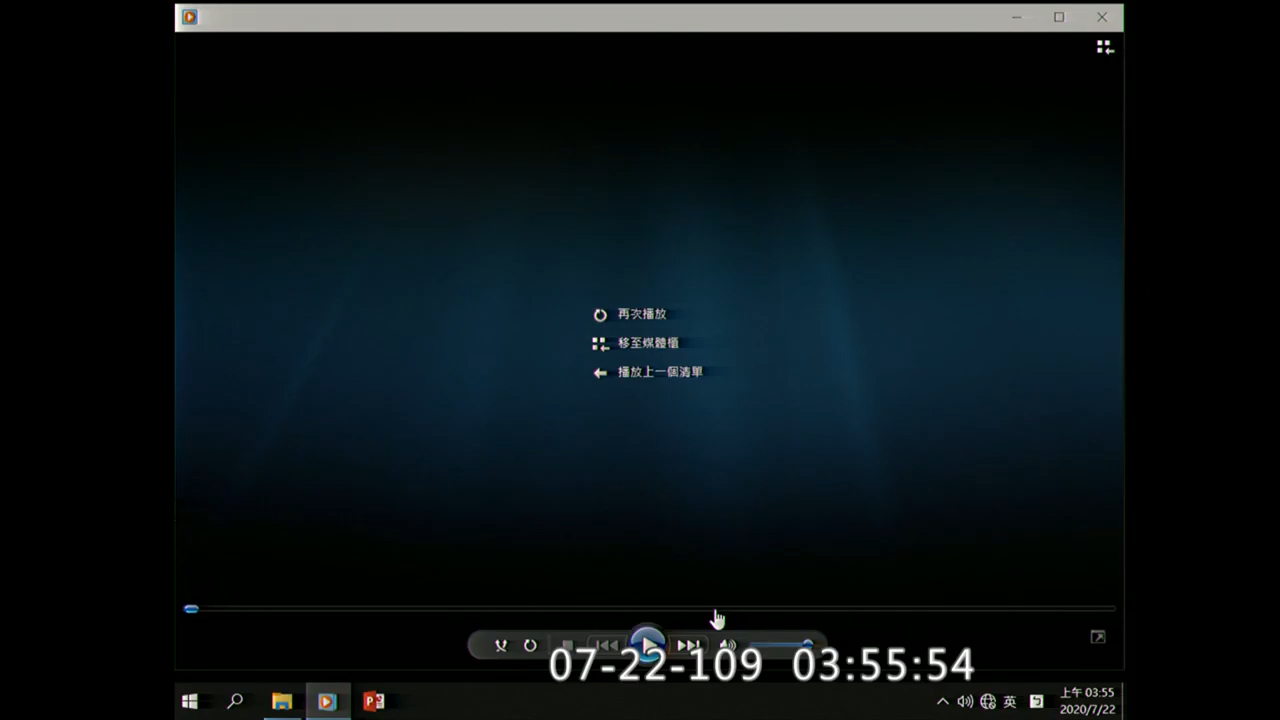 再次播放
移至媒體櫃
播放上一個清單
07-22-109 03:55:54
英
上午 03:55
2020/7/22